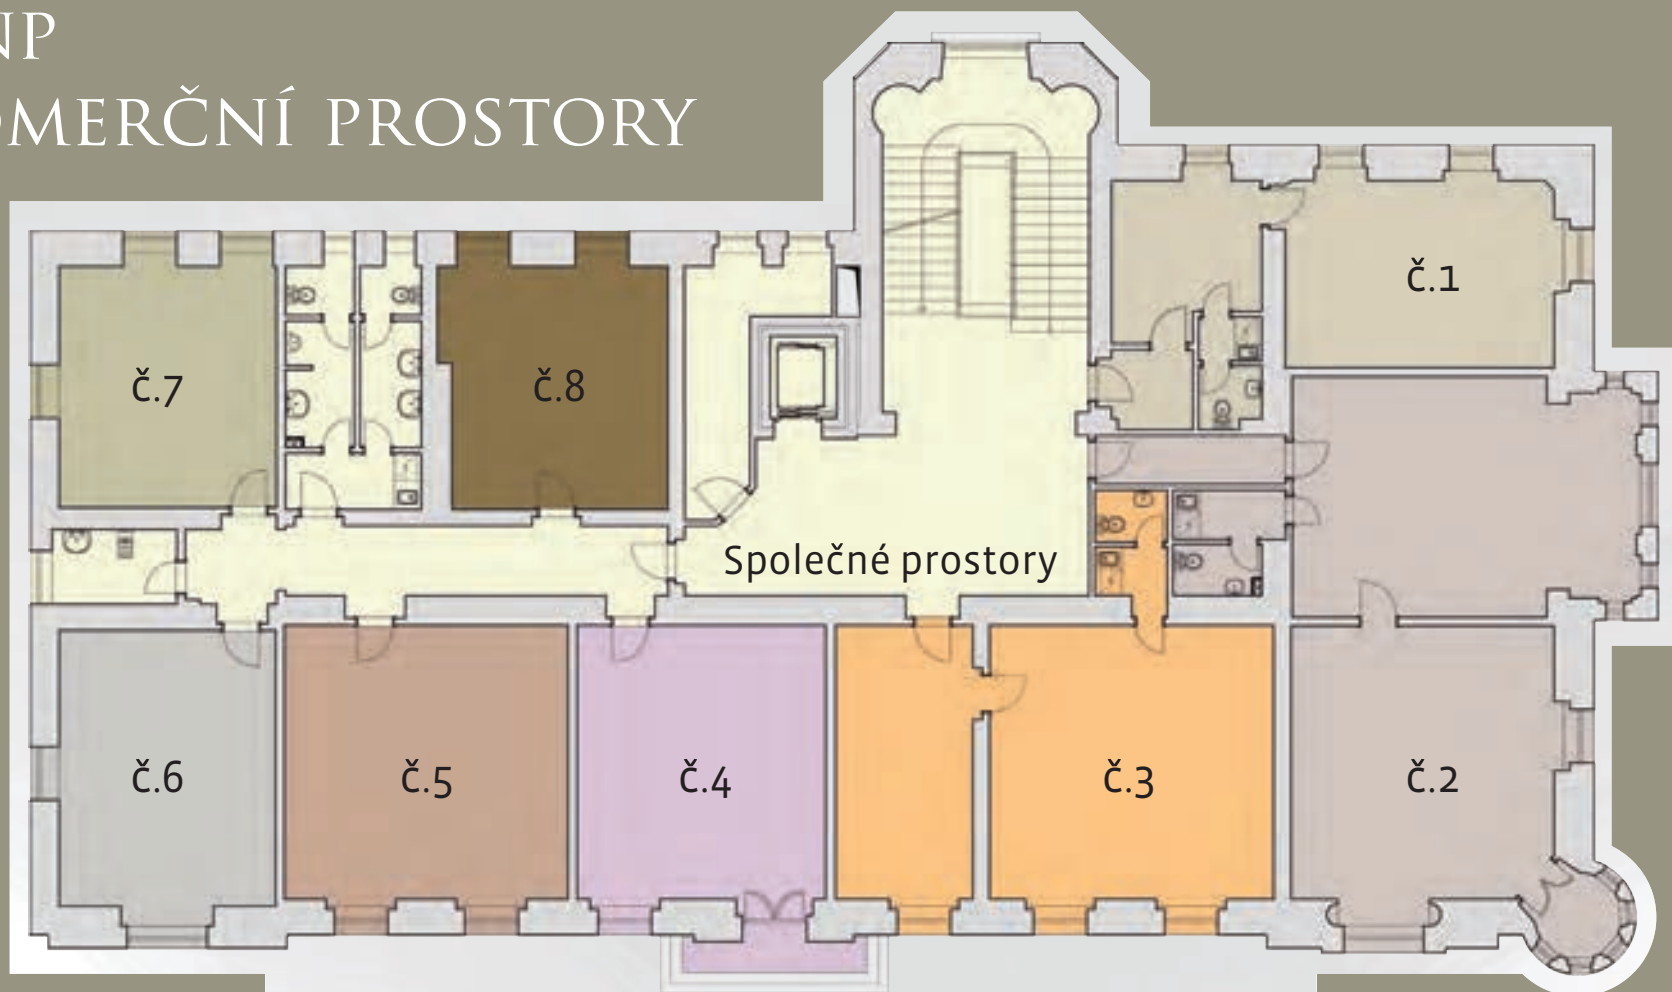 NP
OMERČNÍ PROSTORY
č.1
č.7
č.8
Společné prostory
č.6
č.5
č.4
č.3
č.2